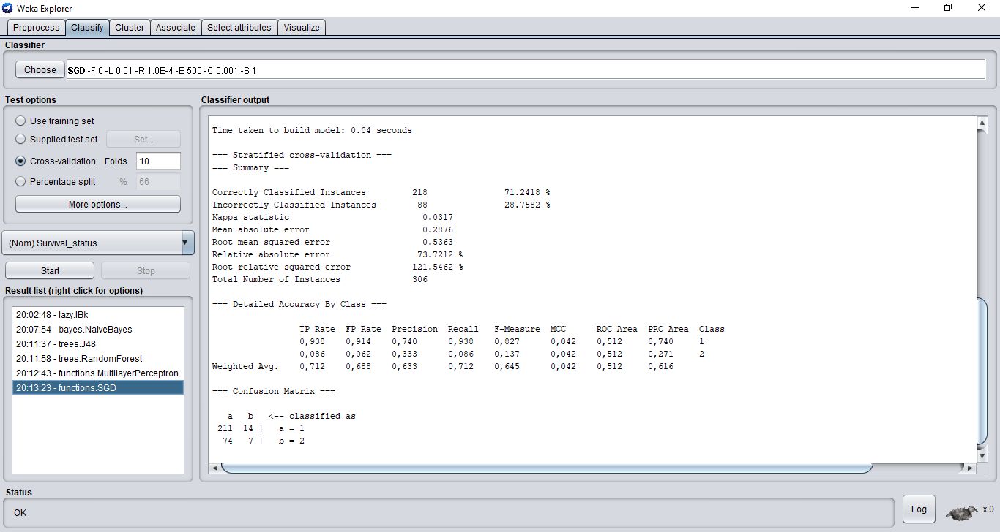 Weka Explorer
Preprocess Classify Cluster Associate Select attributes Visualize
Classifier
Choose SGD -F 0 -L 0.01 -R 1.0E-4 -E 500 -C 0.001 -S 1
Test options
Use training set
Supplied test set Set...
Cross-validation Folds 10
Percentage split % 66
More options...
(Nom) Survival_status
Start Stop
Result list (right-click for options)
20:02:48 - lazy.IBk
20:07:54 - bayes.NaiveBayes
20:11:37 - trees.J48
20:11:58 - trees.RandomForest
20:12:43 - functions.MultilayerPerceptron
20:13:23 - functions.SGD
Classifier output
Time taken to build model: 0.04 seconds
=== Stratified cross-validation ===
=== Summary ===
Correctly Classified Instances 218 71.2418 %
Incorrectly Classified Instances 88 28.7582 %
Kappa statistic 0.0317
Mean absolute error 0.2876
Root mean squared error 0.5363
Relative absolute error 73.7212 %
Root relative squared error 121.5462 %
Total Number of Instances 306
=== Detailed Accuracy By Class ===
TP Rate FP Rate Precision Recall F-Measure MCC ROC Area PRC Area Class
0,938 0,914 0,740 0,938 0,827 0,042 0,512 0,740 1
0,086 0,062 0,333 0,086 0,137 0,042 0,512 0,271 2
Weighted Avg. 0,712 0,688 0,633 0,712 0,645 0,042 0,512 0,616
=== Confusion Matrix ===
a b <-- classified as
211 14 | a = 1
74 7 | b = 2
Status
OK
Log x 0